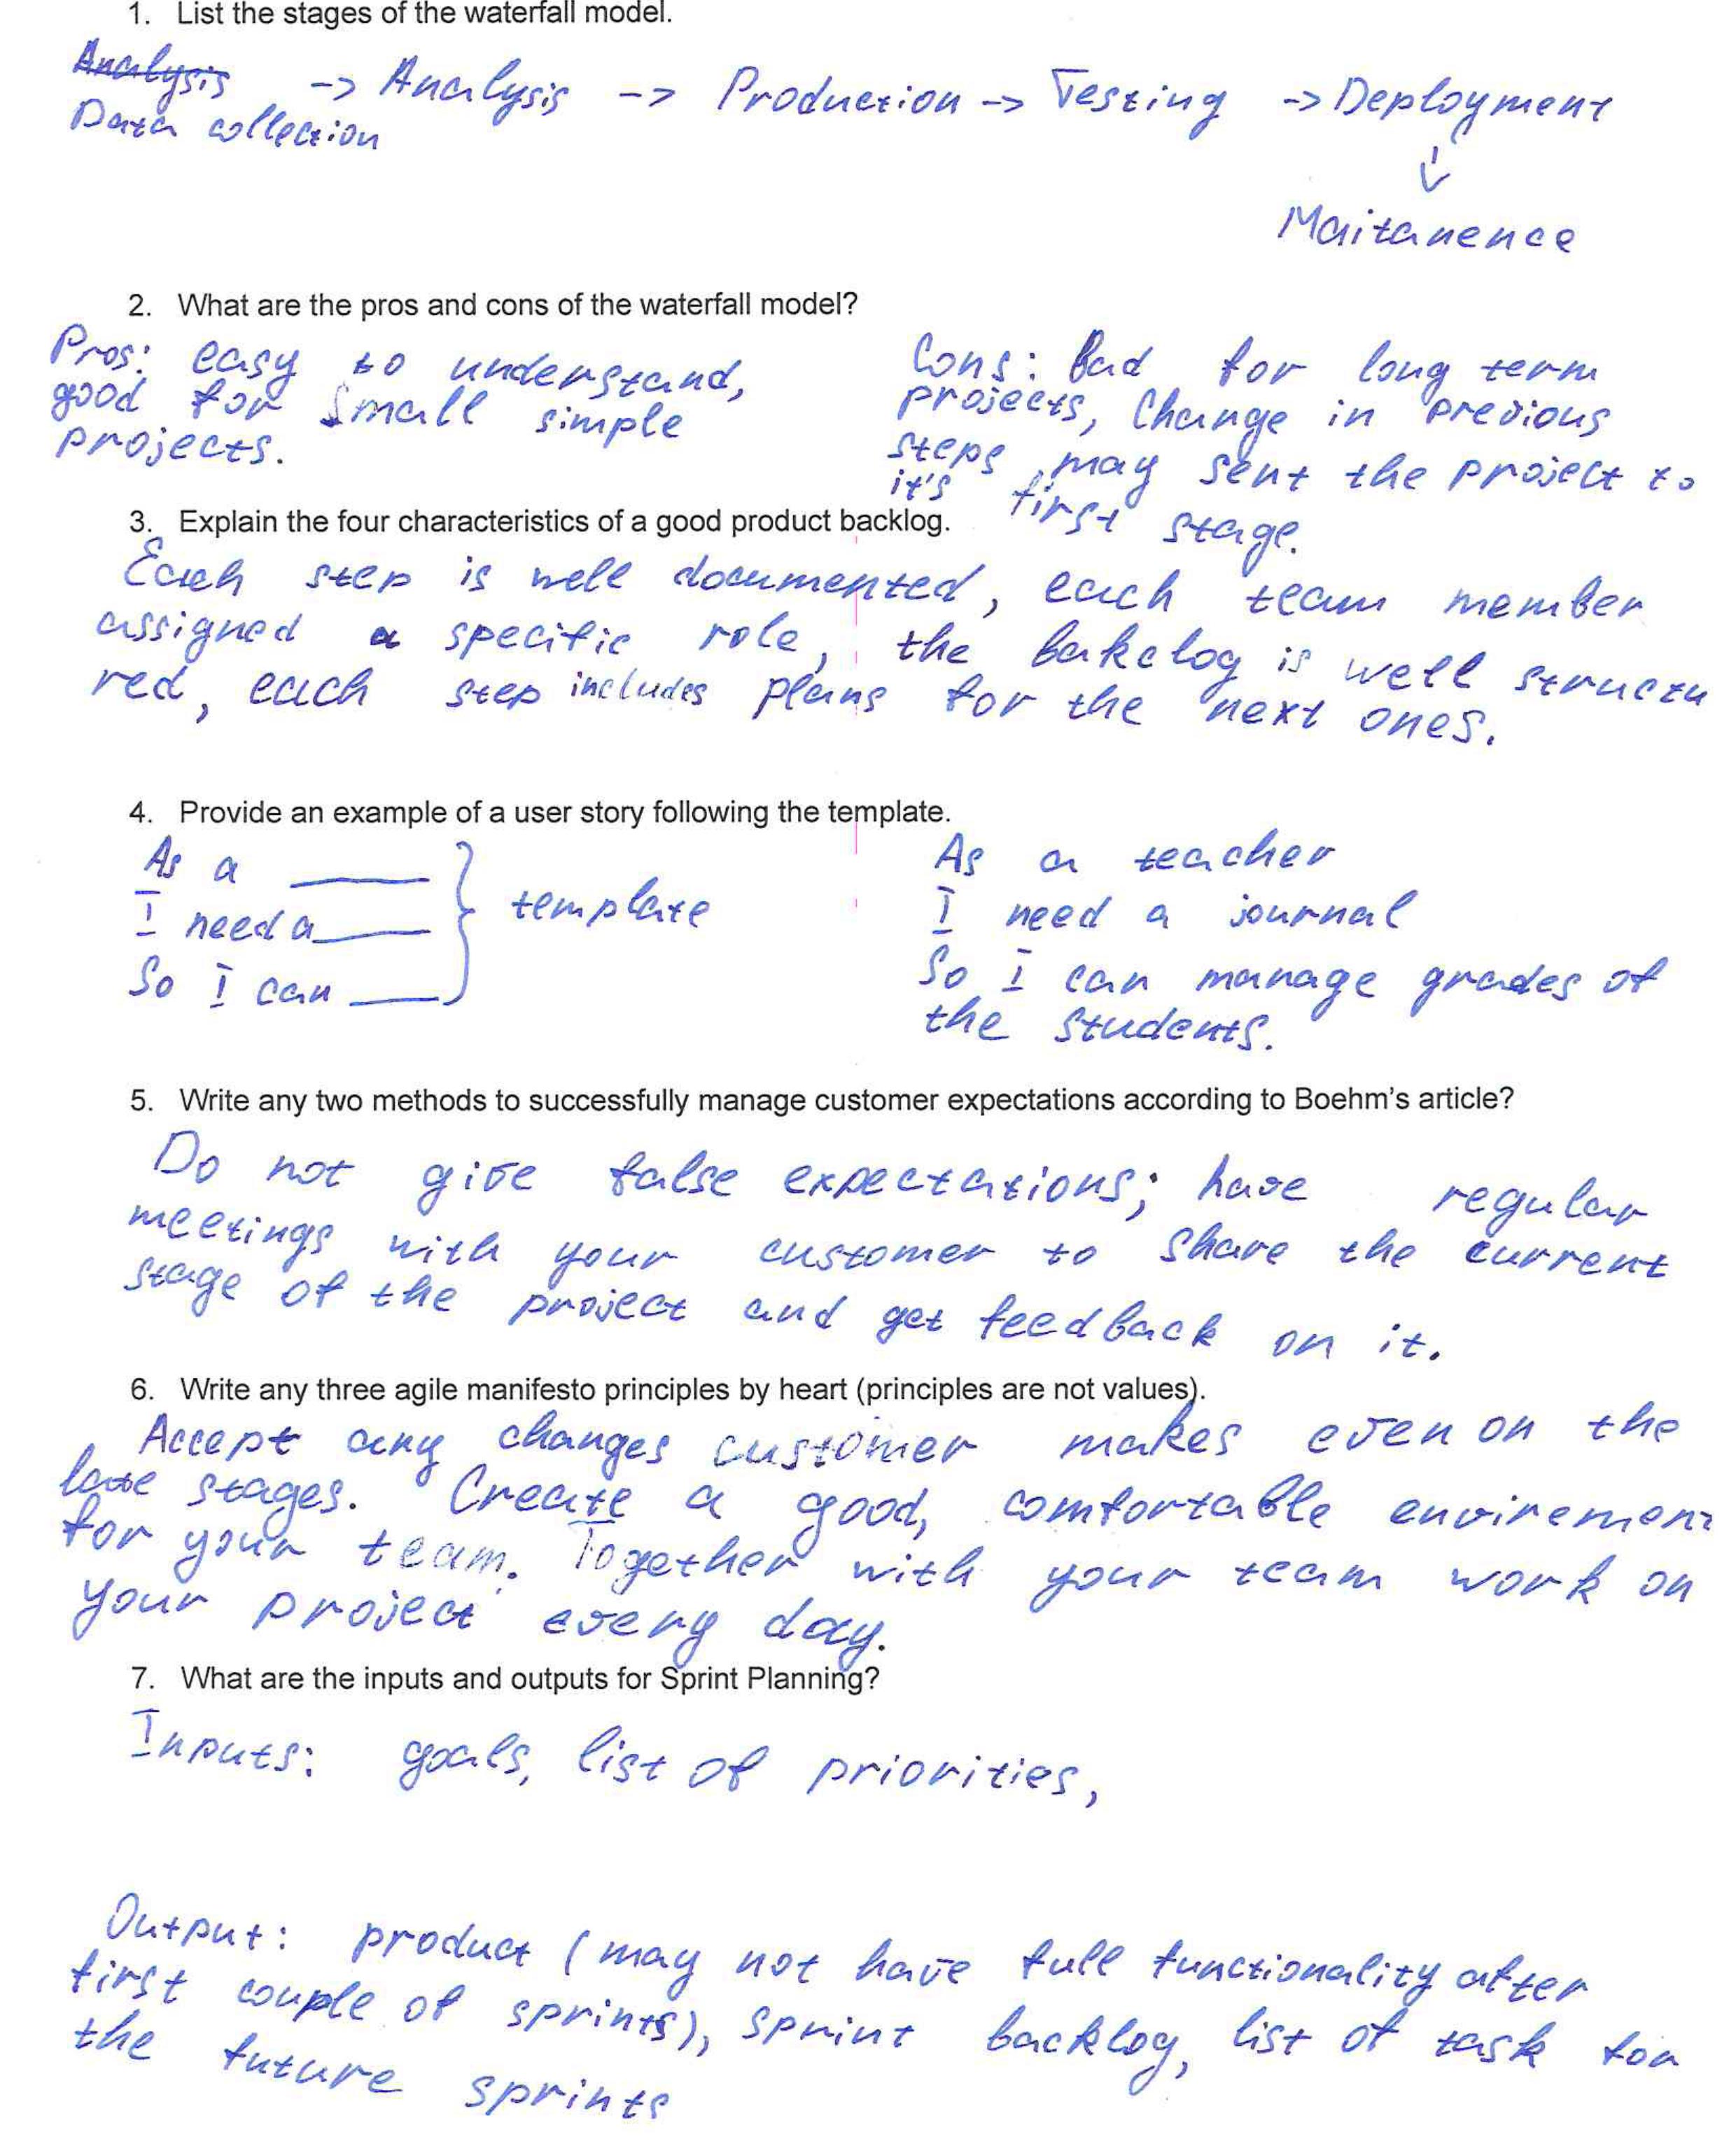 1. List the stages of the waterfall model.
Analysis -> Analysis -> Production -> Testing -> Deployment
Data collection
Maitanence
2. What are the pros and cons of the waterfall model?
Pros: easy to understand,
good for small simple
projects.
Cons: Bad for long term
projects, Change in previous
steps may sent the project to
it's first stage.
3. Explain the four characteristics of a good product backlog.
Each step is well documented, each team member
assigned a specific role, the bakclog is well structu
red, each step includes plans for the next ones.
4. Provide an example of a user story following the template.
As a ____
I need a ____
So I can ____
template
As a teacher
I need a journal
So I can manage grades of
the students.
5. Write any two methods to successfully manage customer expectations according to Boehm's article?
Do not give false expectations; have regular
meetings with your customer to share the current
stage of the project and get feedback on it.
6. Write any three agile manifesto principles by heart (principles are not values).
Accept any changes customer makes even on the
late stages. Create a good, comfortable envirement
for your team. Together with your team work on
your project every day.
7. What are the inputs and outputs for Sprint Planning?
Inputs: goals, list of priorities,
Output: product (may not have full functionality after
first couple of sprints), sprint backlog, list of task for
the future sprints